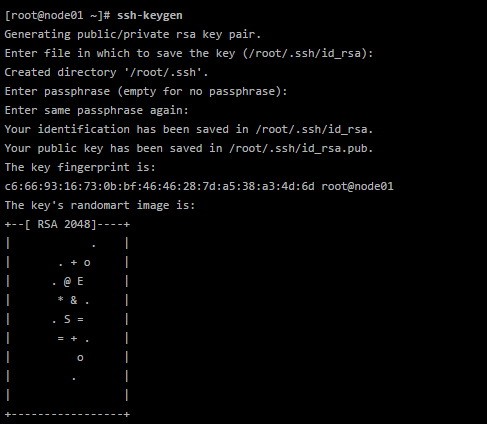 [root@node01 ~]# ssh-keygen
Generating public/private rsa key pair.
Enter file in which to save the key (/root/.ssh/id_rsa):
Created directory '/root/.ssh'.
Enter passphrase (empty for no passphrase):
Enter same passphrase again:
Your identification has been saved in /root/.ssh/id_rsa.
Your public key has been saved in /root/.ssh/id_rsa.pub.
The key fingerprint is:
c6:66:93:16:73:0b:bf:46:46:28:7d:a5:38:a3:4d:6d root@node01
The key's randomart image is:
+--[ RSA 2048]----+
|            .    |
|       . + o     |
|      . @ E      |
|       * & .     |
|      . S =      |
|       = + .     |
|          o      |
|         .       |
|                 |
+-----------------+